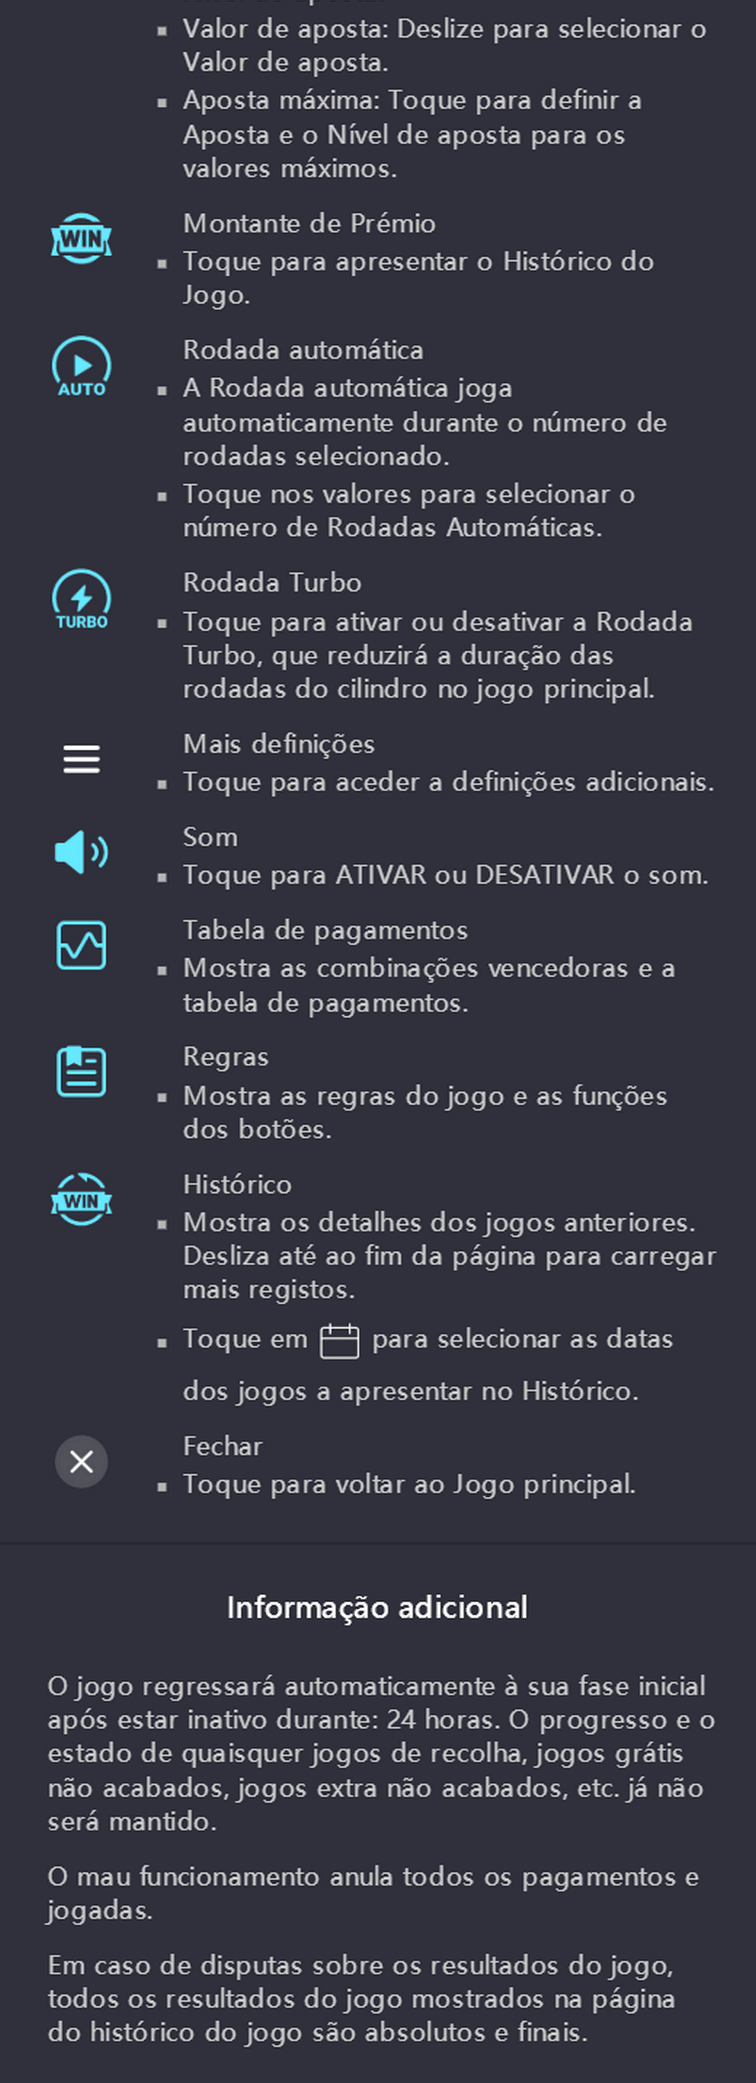 Valor de aposta: Deslize para selecionar o
Valor de aposta.
Aposta máxima: Toque para definir a
Aposta e o Nível de aposta para os
valores máximos.
WIN
Montante de Prémio
Toque para apresentar o Histórico do
Jogo.
AUTO
Rodada automática
A Rodada automática joga
automaticamente durante o número de
rodadas selecionado.
Toque nos valores para selecionar o
número de Rodadas Automáticas.
TURBO
Rodada Turbo
Toque para ativar ou desativar a Rodada
Turbo, que reduzirá a duração das
rodadas do cilindro no jogo principal.
Mais definições
Toque para aceder a definições adicionais.
Som
Toque para ATIVAR ou DESATIVAR o som.
Tabela de pagamentos
Mostra as combinações vencedoras e a
tabela de pagamentos.
Regras
Mostra as regras do jogo e as funções
dos botões.
WIN
Histórico
Mostra os detalhes dos jogos anteriores.
Desliza até ao fim da página para carregar
mais registos.
Toque em para selecionar as datas
dos jogos a apresentar no Histórico.
Fechar
Toque para voltar ao Jogo principal.
Informação adicional
O jogo regressará automaticamente à sua fase inicial
após estar inativo durante: 24 horas. O progresso e o
estado de quaisquer jogos de recolha, jogos grátis
não acabados, jogos extra não acabados, etc. já não
será mantido.
O mau funcionamento anula todos os pagamentos e
jogadas.
Em caso de disputas sobre os resultados do jogo,
todos os resultados do jogo mostrados na página
do histórico do jogo são absolutos e finais.